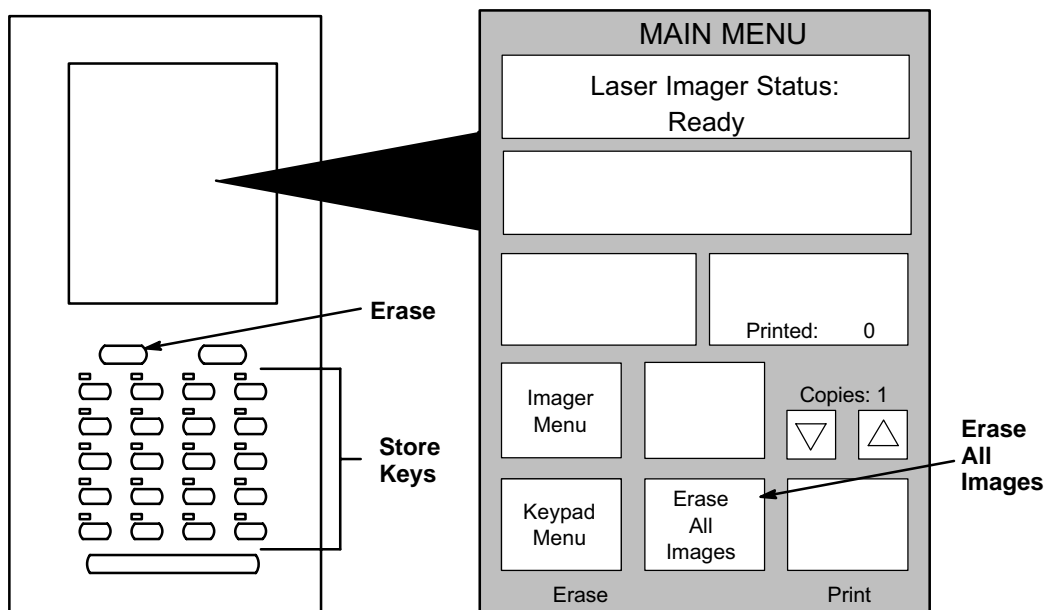 MAIN MENU
Laser Imager Status:
Ready
Printed: 0
Imager
Menu
Copies: 1
Keypad
Menu
Erase
All
Images
Erase
Print
Erase
Store
Keys
Erase
All
Images